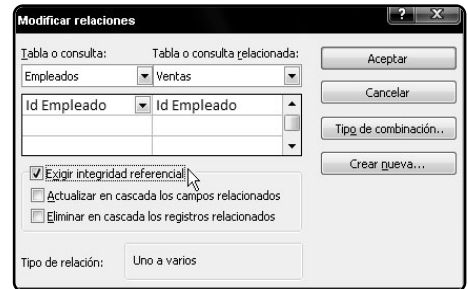 Modificar relaciones
Tabla o consulta: Tabla o consulta relacionada:
Empleados Ventas
Id Empleado Id Empleado
Exigir integridad referencial
Actualizar en cascada los campos relacionados
Eliminar en cascada los registros relacionados
Tipo de relación: Uno a varios
Aceptar
Cancelar
Tipo de combinación..
Crear nueva...